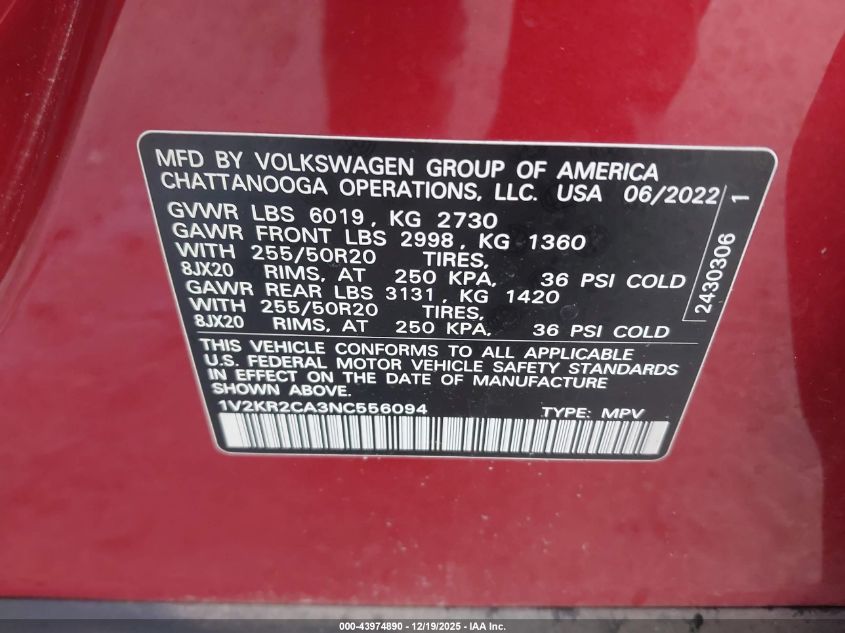 MFD BY VOLKSWAGEN GROUP OF AMERICA
CHATTANOOGA OPERATIONS, LLC. USA 06/2022
GVWR LBS 6019, KG 2730
GAWR FRONT LBS 2998, KG 1360
WITH 255/50R20 TIRES,
8JX20 RIMS, AT 250 KPA, 36 PSI COLD
GAWR REAR LBS 3131, KG 1420
WITH 255/50R20 TIRES,
8JX20 RIMS, AT 250 KPA, 36 PSI COLD
THIS VEHICLE CONFORMS TO ALL APPLICABLE
U.S. FEDERAL MOTOR VEHICLE SAFETY STANDARDS
IN EFFECT ON THE DATE OF MANUFACTURE
SHOWN ABOVE.
1V2KR2CA3NC556094 TYPE: MPV
2430306 1
000-43974890 - 12/19/2025 - IAA Inc.